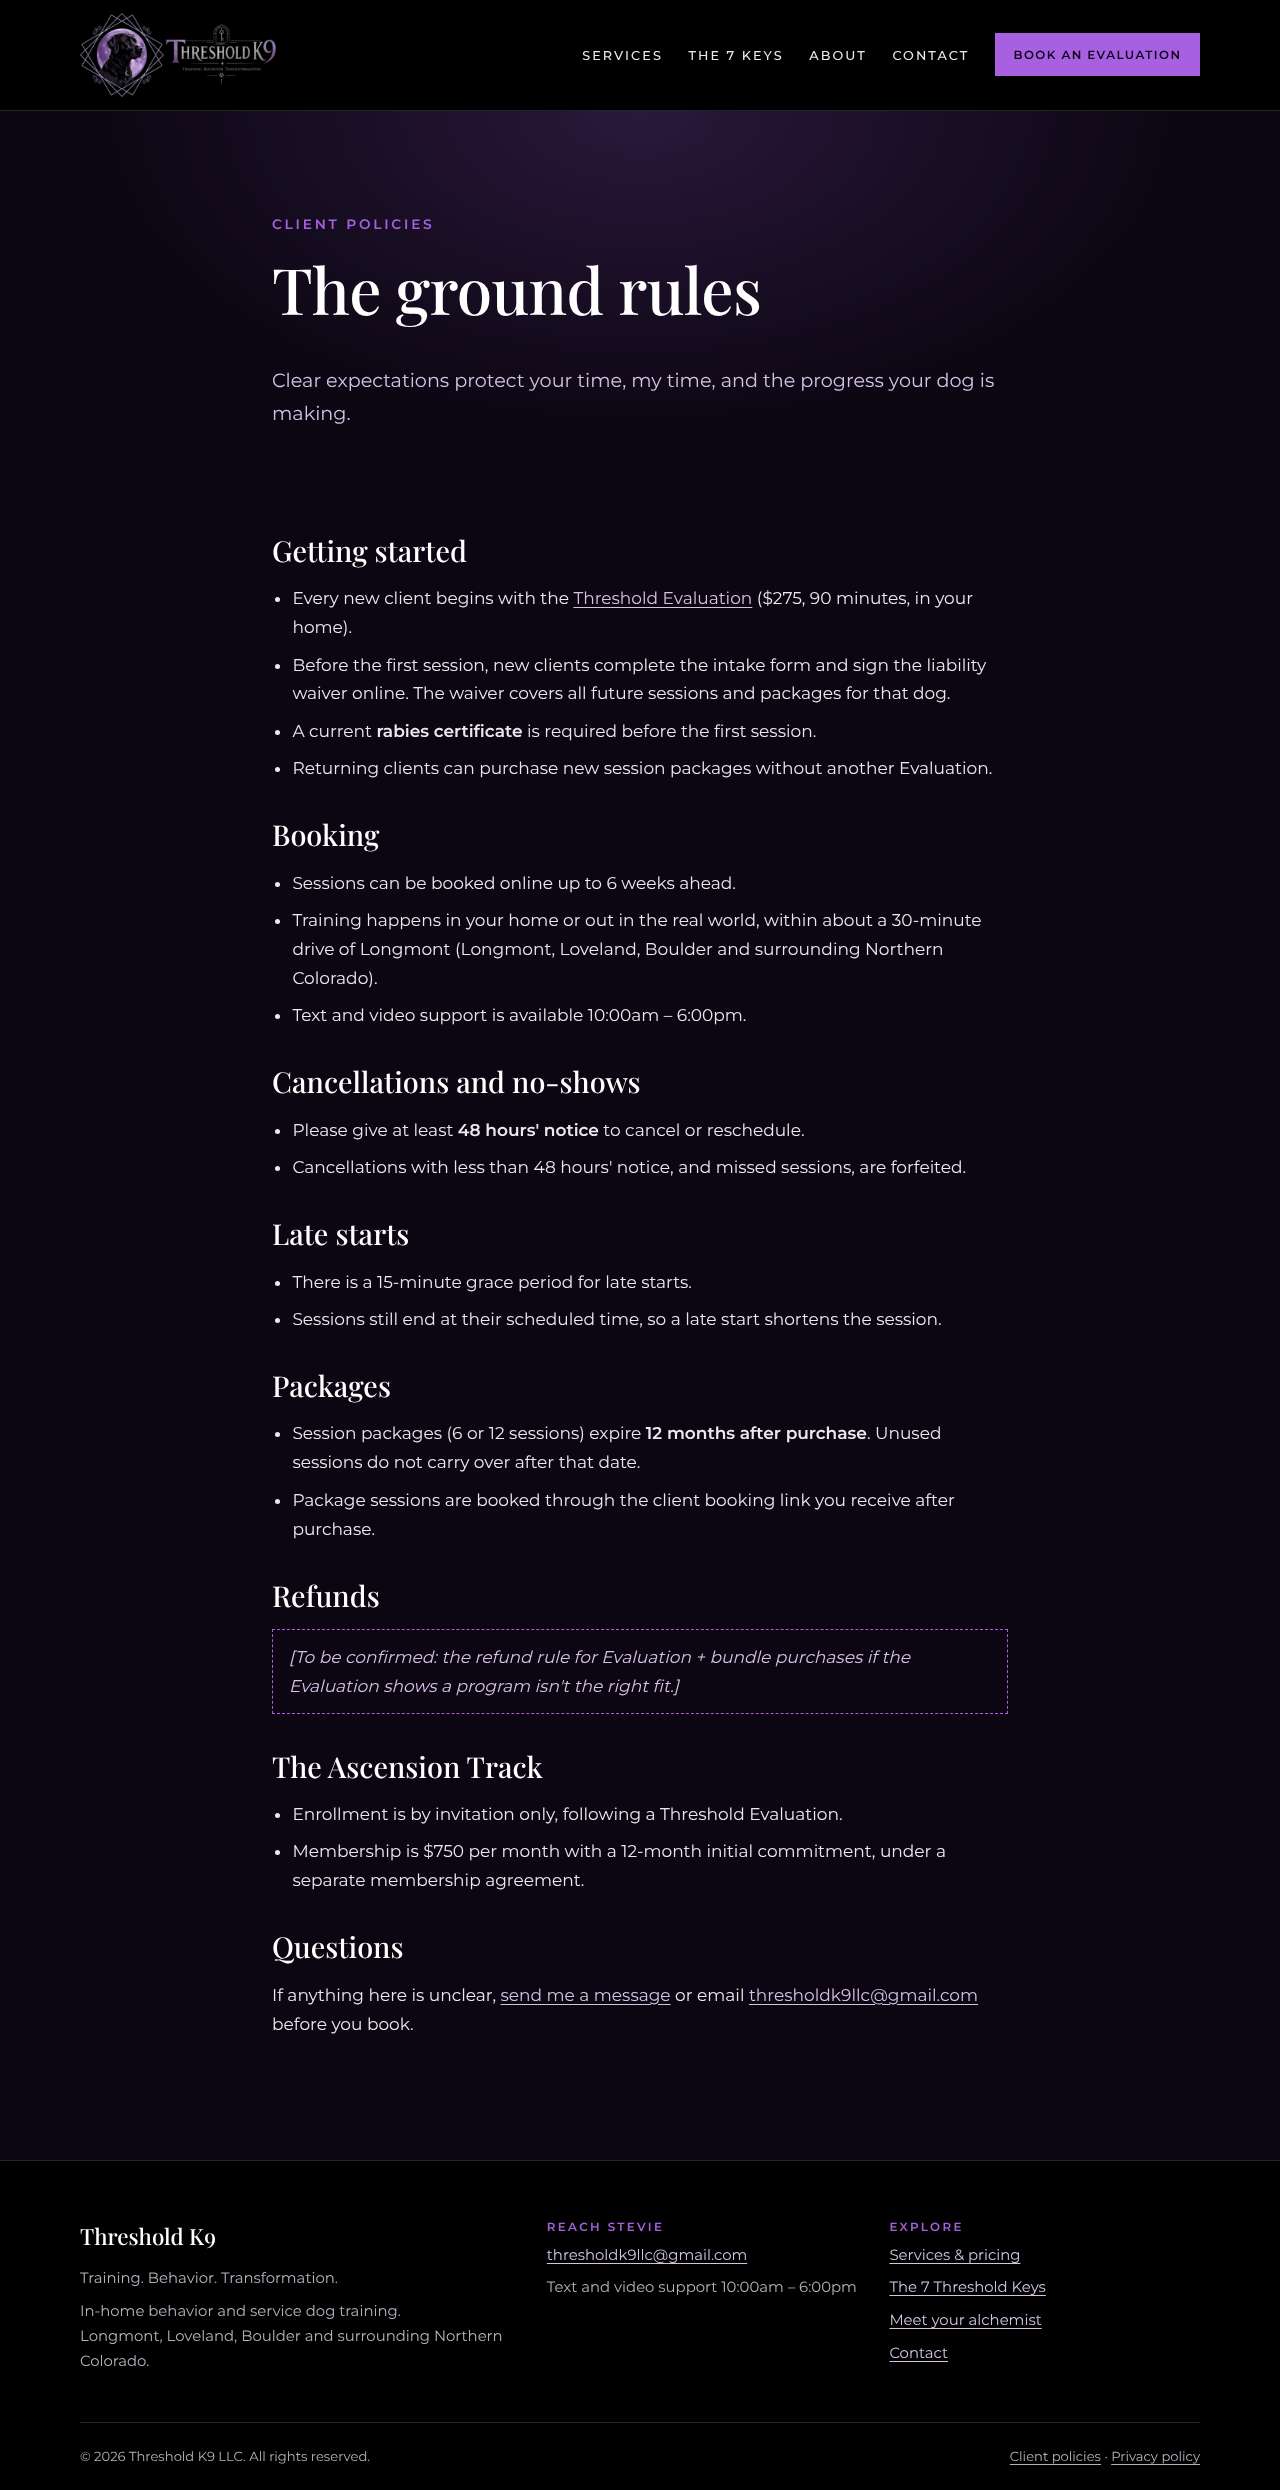 THRESHOLD K9
SERVICES
THE 7 KEYS
ABOUT
CONTACT
BOOK AN EVALUATION
CLIENT POLICIES
The ground rules
Clear expectations protect your time, my time, and the progress your dog is
making.
Getting started
• Every new client begins with the Threshold Evaluation ($275, 90 minutes, in your
home).
• Before the first session, new clients complete the intake form and sign the liability
waiver online. The waiver covers all future sessions and packages for that dog.
• A current rabies certificate is required before the first session.
• Returning clients can purchase new session packages without another Evaluation.
Booking
• Sessions can be booked online up to 6 weeks ahead.
• Training happens in your home or out in the real world, within about a 30-minute
drive of Longmont (Longmont, Loveland, Boulder and surrounding Northern
Colorado).
• Text and video support is available 10:00am – 6:00pm.
Cancellations and no-shows
• Please give at least 48 hours' notice to cancel or reschedule.
• Cancellations with less than 48 hours' notice, and missed sessions, are forfeited.
Late starts
• There is a 15-minute grace period for late starts.
• Sessions still end at their scheduled time, so a late start shortens the session.
Packages
• Session packages (6 or 12 sessions) expire 12 months after purchase. Unused
sessions do not carry over after that date.
• Package sessions are booked through the client booking link you receive after
purchase.
Refunds
[To be confirmed: the refund rule for Evaluation + bundle purchases if the
Evaluation shows a program isn't the right fit.]
The Ascension Track
• Enrollment is by invitation only, following a Threshold Evaluation.
• Membership is $750 per month with a 12-month initial commitment, under a
separate membership agreement.
Questions
If anything here is unclear, send me a message or email thresholdk9llc@gmail.com
before you book.
Threshold K9
Training. Behavior. Transformation.
In-home behavior and service dog training.
Longmont, Loveland, Boulder and surrounding Northern
Colorado.
REACH STEVIE
thresholdk9llc@gmail.com
Text and video support 10:00am – 6:00pm
EXPLORE
Services & pricing
The 7 Threshold Keys
Meet your alchemist
Contact
© 2026 Threshold K9 LLC. All rights reserved.
Client policies · Privacy policy